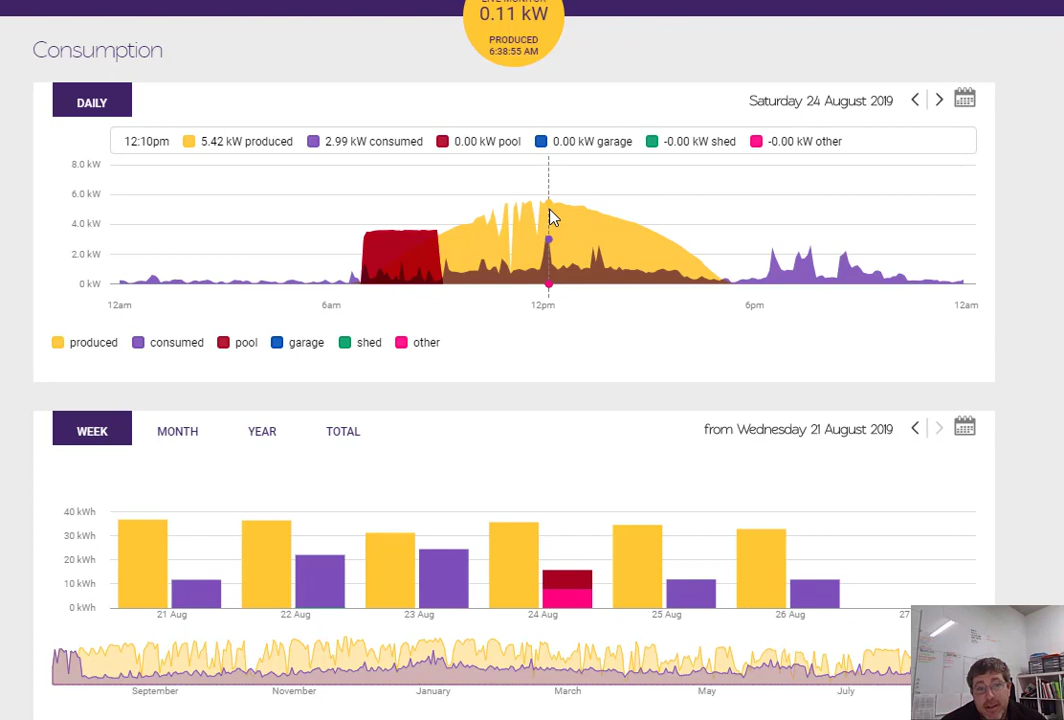 0.11 kW
PRODUCED
6:38:55 AM
Consumption
DAILY
Saturday 24 August 2019
12:10pm 5.42 kW produced 2.99 kW consumed 0.00 kW pool 0.00 kW garage -0.00 kW shed -0.00 kW other
8.0 kW
6.0 kW
4.0 kW
2.0 kW
0 kW
12am 6am 12pm 6pm 12am
produced consumed pool garage shed other
WEEK MONTH YEAR TOTAL
from Wednesday 21 August 2019
40 kWh
30 kWh
20 kWh
10 kWh
0 kWh
21 Aug 22 Aug 23 Aug 24 Aug 25 Aug 26 Aug 27
September November January March May July